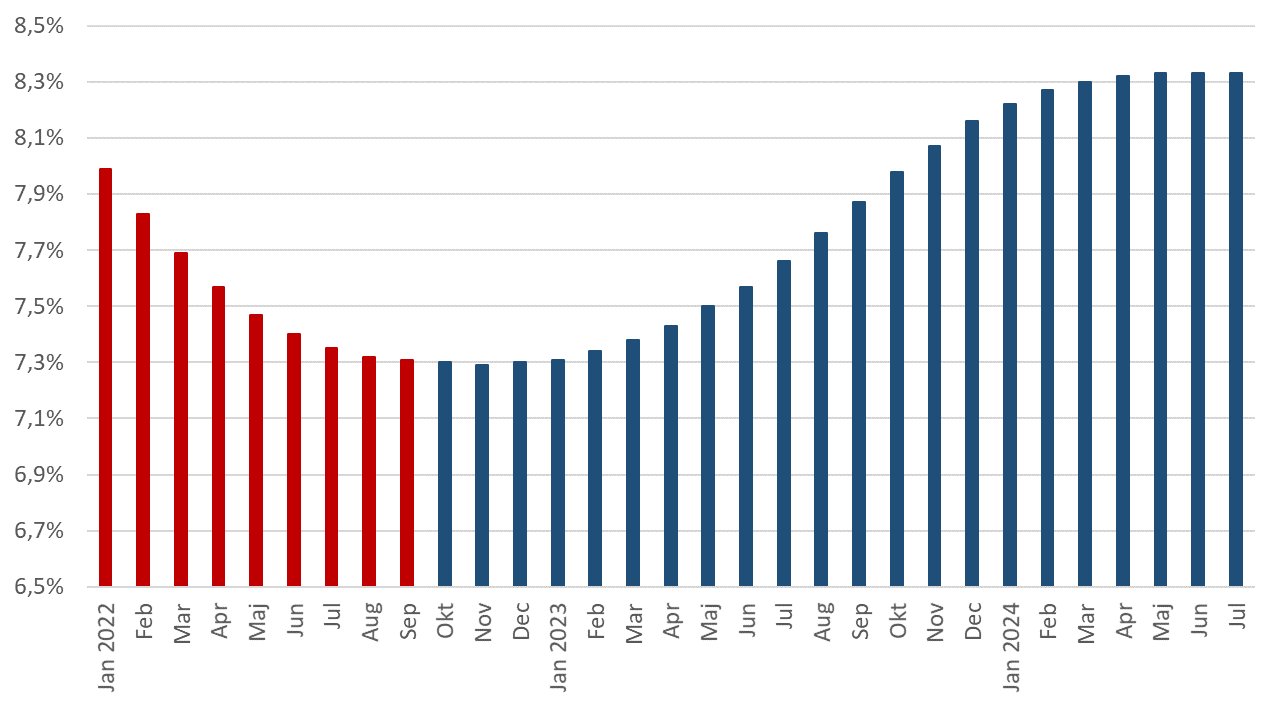 8,5%
8,3%
8,1%
7,9%
7,7%
7,5%
7,3%
7,1%
6,9%
6,7%
6,5%
Jan 2022
Feb
Mar
Apr
Maj
Jun
Jul
Aug
Sep
Okt
Nov
Dec
Jan 2023
Feb
Mar
Apr
Maj
Jun
Jul
Aug
Sep
Okt
Nov
Dec
Jan 2024
Feb
Mar
Apr
Maj
Jun
Jul